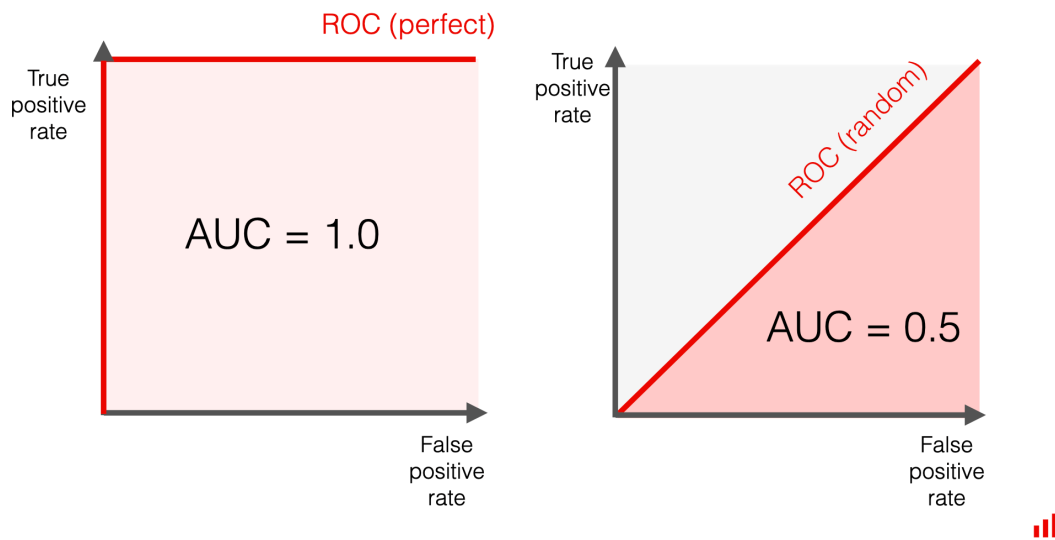 ROC (perfect)
True
positive
rate
AUC = 1.0
False
positive
rate
True
positive
rate
ROC (random)
AUC = 0.5
False
positive
rate